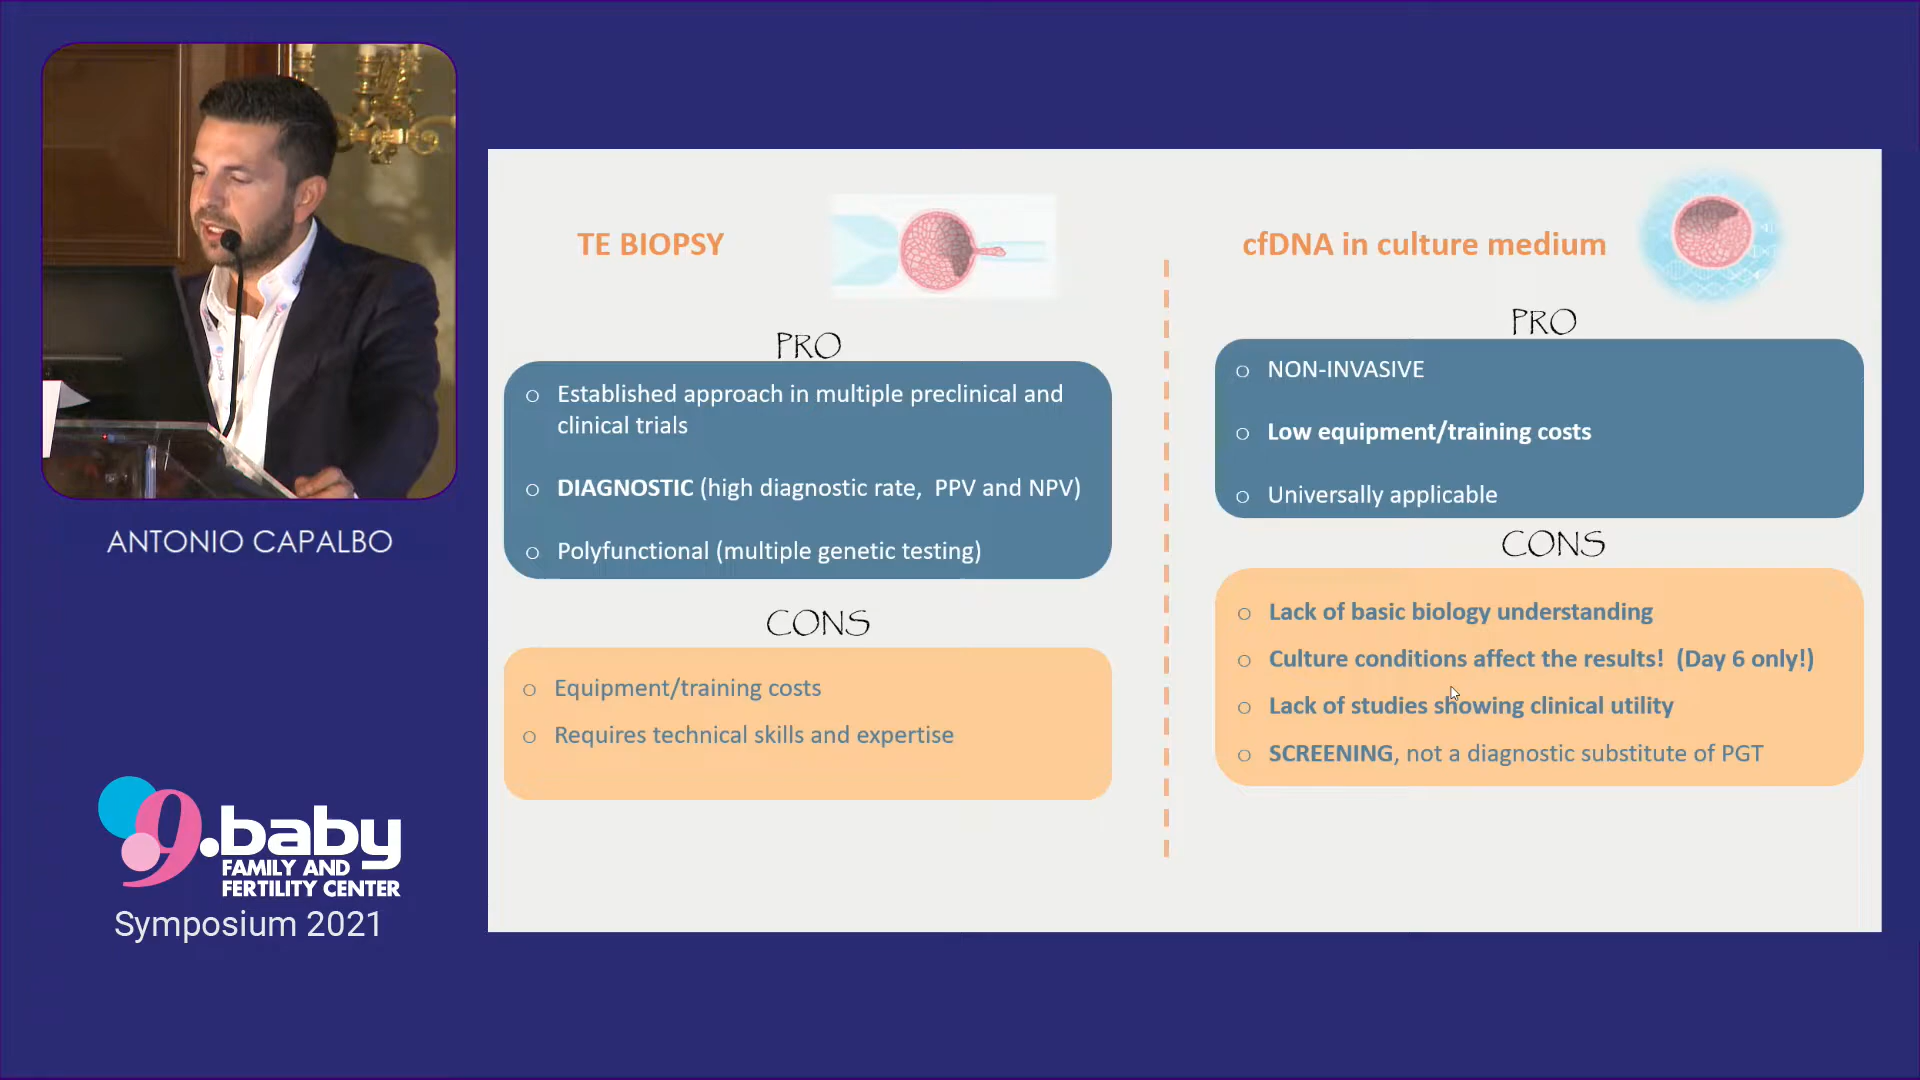 ANTONIO CAPALBO
9.baby
FAMILY AND
FERTILITY CENTER
Symposium 2021
TE BIOPSY
PRO
o Established approach in multiple preclinical and
clinical trials
o DIAGNOSTIC (high diagnostic rate, PPV and NPV)
o Polyfunctional (multiple genetic testing)
CONS
o Equipment/training costs
o Requires technical skills and expertise
cfDNA in culture medium
PRO
o NON-INVASIVE
o Low equipment/training costs
o Universally applicable
CONS
o Lack of basic biology understanding
o Culture conditions affect the results! (Day 6 only!)
o Lack of studies showing clinical utility
o SCREENING, not a diagnostic substitute of PGT